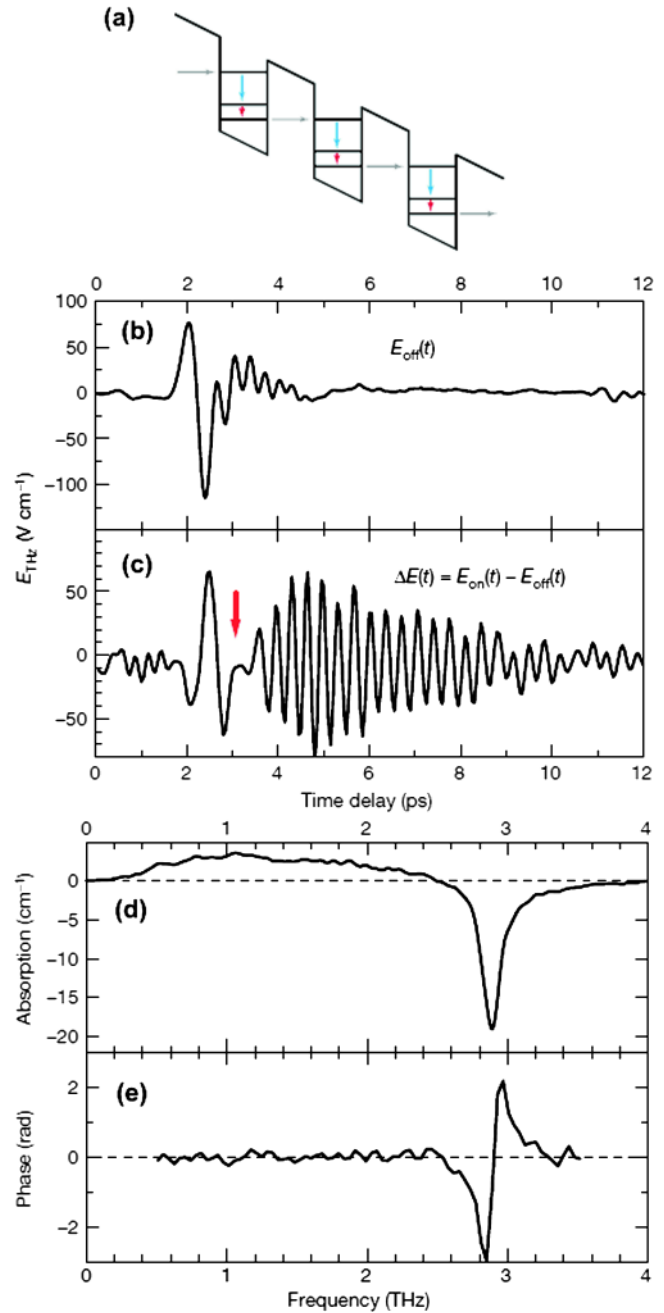 (a)
0 2 4 6 8 10 12
100
(b)
E_off(t)
50
0
−50
−100
E_THz (V cm⁻¹)
(c)
ΔE(t) = E_on(t) − E_off(t)
50
0
−50
0 2 4 6 8 10 12
Time delay (ps)
0 1 2 3 4
0
(d)
−5
−10
−15
−20
Absorption (cm⁻¹)
(e)
2
0
−2
Phase (rad)
0 1 2 3 4
Frequency (THz)